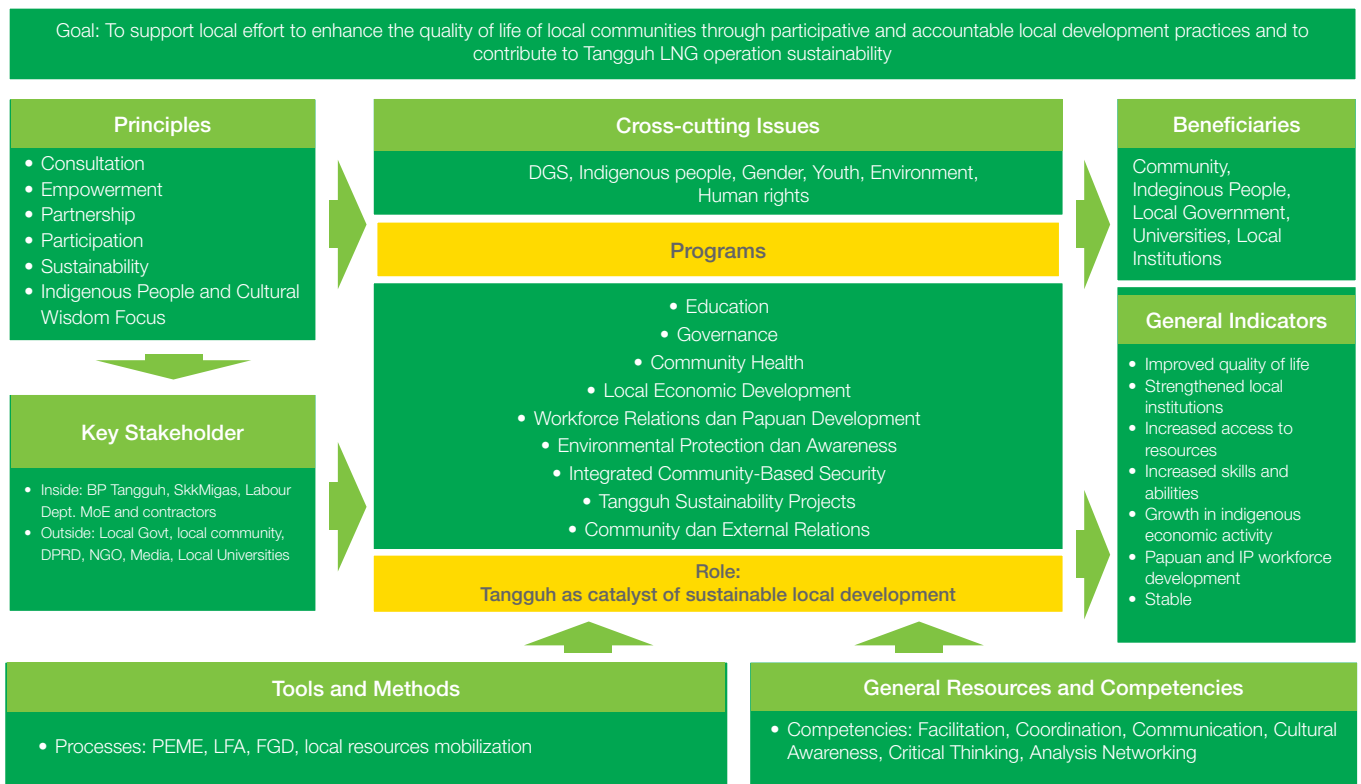 Goal: To support local effort to enhance the quality of life of local communities through participative and accountable local development practices and to
contribute to Tangguh LNG operation sustainability
Principles
• Consultation
• Empowerment
• Partnership
• Participation
• Sustainability
• Indigenous People and Cultural
Wisdom Focus
Key Stakeholder
• Inside: BP Tangguh, SkkMigas, Labour
Dept. MoE and contractors
• Outside: Local Govt, local community,
DPRD, NGO, Media, Local Universities
Cross-cutting Issues
DGS, Indigenous people, Gender, Youth, Environment,
Human rights
Programs
• Education
• Governance
• Community Health
• Local Economic Development
• Workforce Relations dan Papuan Development
• Environmental Protection dan Awareness
• Integrated Community-Based Security
• Tangguh Sustainability Projects
• Community dan External Relations
Role:
Tangguh as catalyst of sustainable local development
Beneficiaries
Community,
Indeginous People,
Local Government,
Universities, Local
Institutions
General Indicators
• Improved quality of life
• Strengthened local
institutions
• Increased access to
resources
• Increased skills and
abilities
• Growth in indigenous
economic activity
• Papuan and IP workforce
development
• Stable
Tools and Methods
• Processes: PEME, LFA, FGD, local resources mobilization
General Resources and Competencies
• Competencies: Facilitation, Coordination, Communication, Cultural
Awareness, Critical Thinking, Analysis Networking